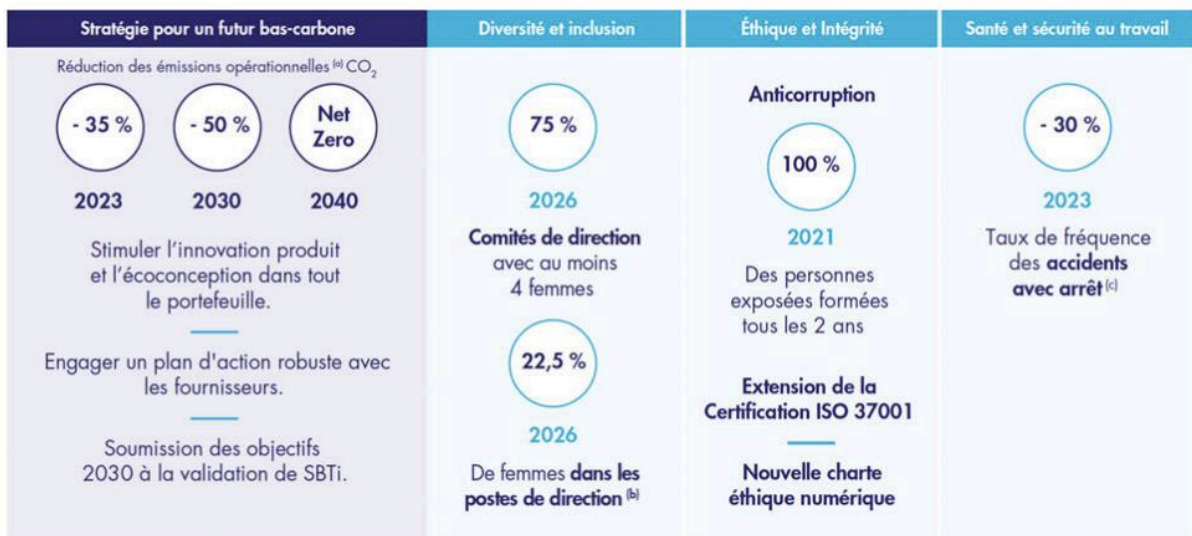 Stratégie pour un futur bas-carbone
Réduction des émissions opérationnelles (a) CO2
- 35 %
- 50 %
Net
Zero
2023
2030
2040
Stimuler l'innovation produit
et l'écoconception dans tout
le portefeuille.
Engager un plan d'action robuste avec
les fournisseurs.
Soumission des objectifs
2030 à la validation de SBTi.
Diversité et inclusion
75 %
2026
Comités de direction
avec au moins
4 femmes
22,5 %
2026
De femmes dans les
postes de direction (b)
Éthique et Intégrité
Anticorruption
100 %
2021
Des personnes
exposées formées
tous les 2 ans
Extension de la
Certification ISO 37001
Nouvelle charte
éthique numérique
Santé et sécurité au travail
- 30 %
2023
Taux de fréquence
des accidents
avec arrêt (c)